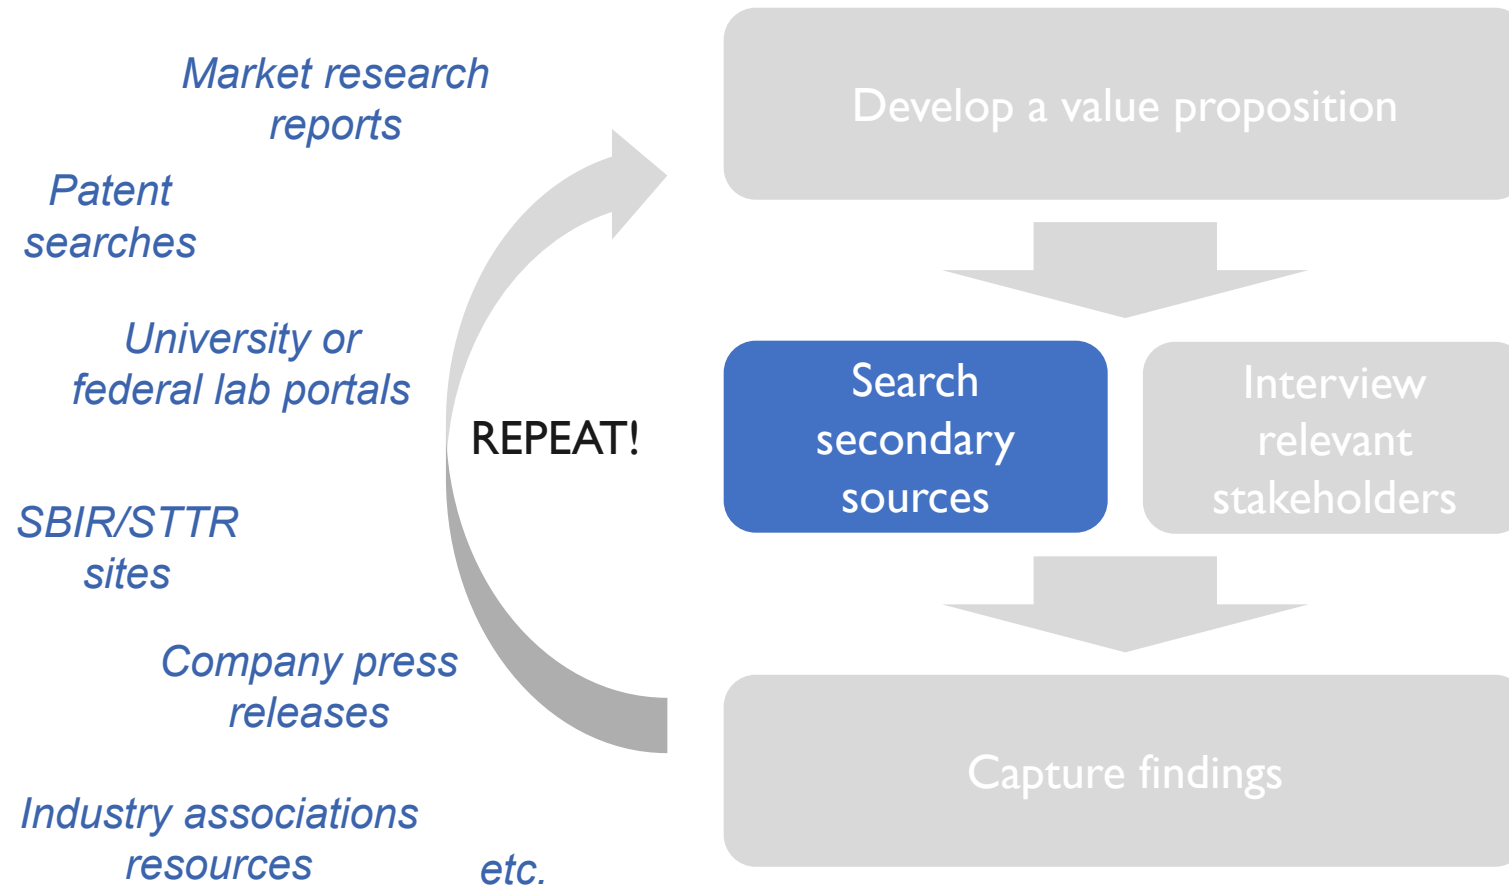 Market research
reports
Patent
searches
University or
federal lab portals
SBIR/STTR
sites
Company press
releases
Industry associations
resources
etc.
REPEAT!
Develop a value proposition
Search
secondary
sources
Interview
relevant
stakeholders
Capture findings